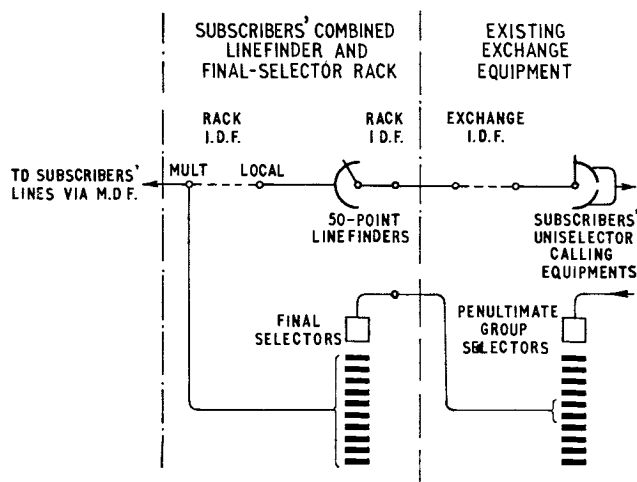 SUBSCRIBERS' COMBINED
LINEFINDER AND
FINAL-SELECTOR RACK
EXISTING
EXCHANGE
EQUIPMENT
RACK
I.D.F.
RACK
I.D.F.
EXCHANGE
I.D.F.
TO SUBSCRIBERS'
LINES VIA M.D.F.
MULT
LOCAL
50-POINT
LINEFINDERS
SUBSCRIBERS'
UNISELECTOR
CALLING
EQUIPMENTS
FINAL
SELECTORS
PENULTIMATE
GROUP
SELECTORS